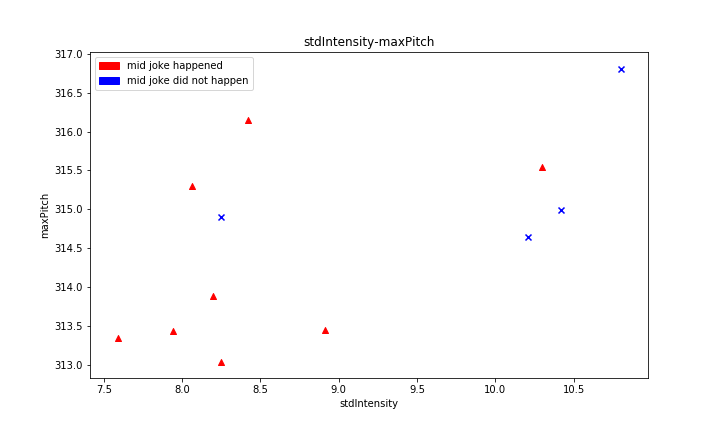 stdIntensity-maxPitch
mid joke happened
mid joke did not happen
317.0
316.5
316.0
315.5
315.0
314.5
314.0
313.5
313.0
maxPitch
7.5 8.0 8.5 9.0 9.5 10.0 10.5
stdIntensity